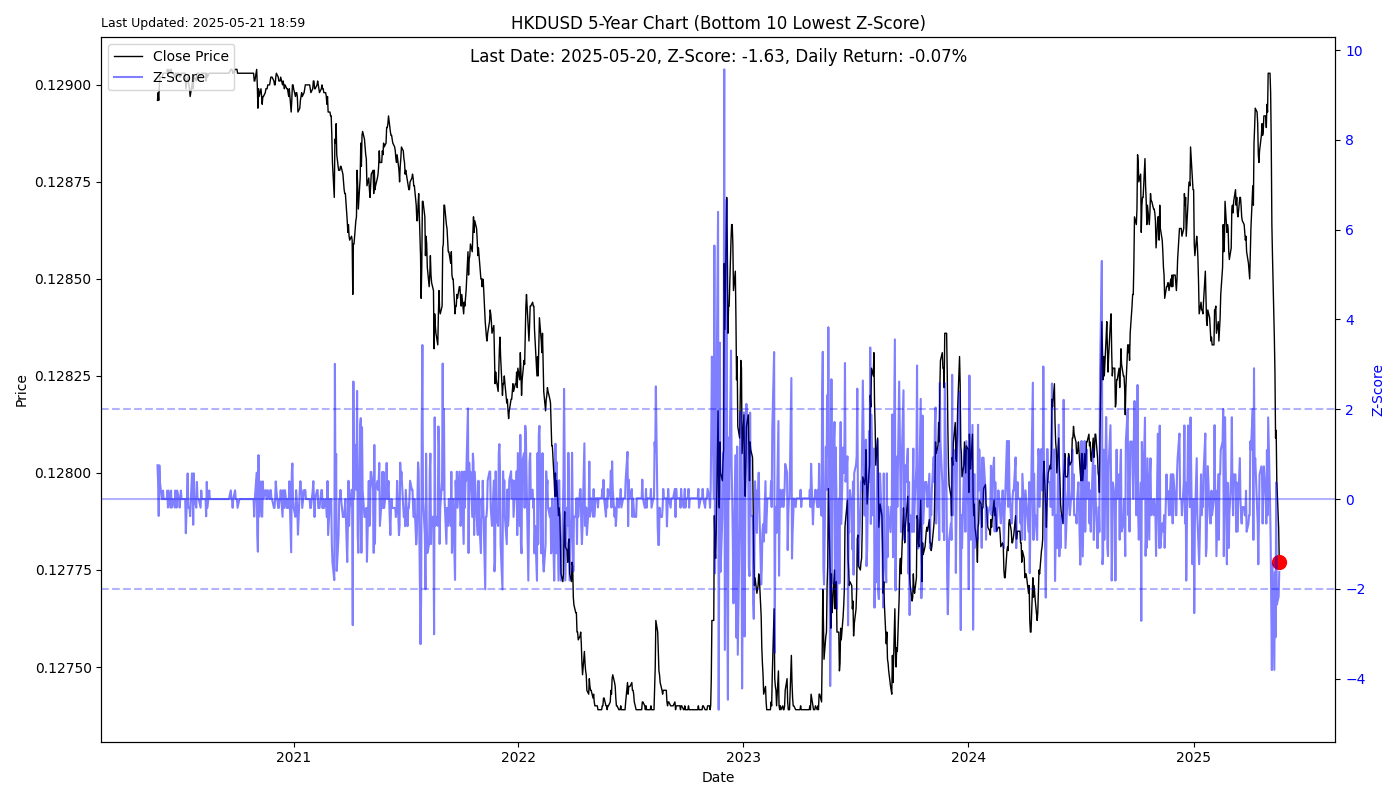 Last Updated: 2025-05-21 18:59
HKDUSD 5-Year Chart (Bottom 10 Lowest Z-Score)
Last Date: 2025-05-20, Z-Score: -1.63, Daily Return: -0.07%
Close Price
Z-Score
0.12900
0.12875
0.12850
0.12825
0.12800
0.12775
0.12750
Price
10
8
6
4
2
0
−2
−4
Z-Score
2021
2022
2023
2024
2025
Date